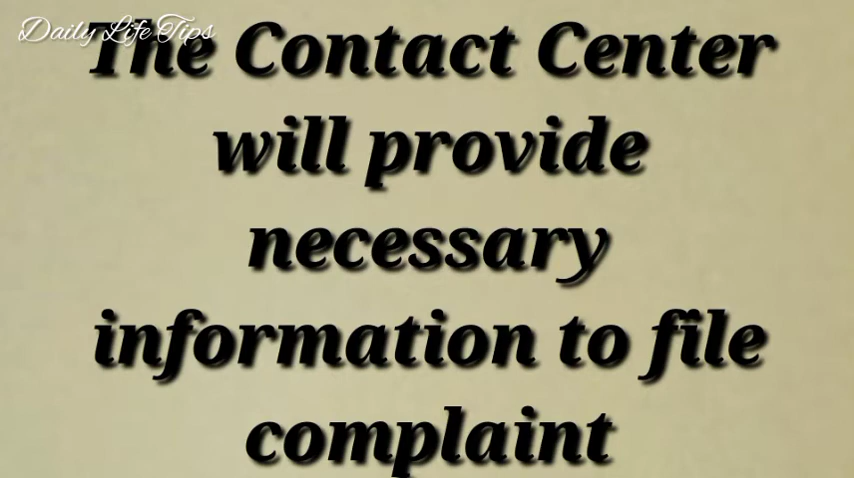 Daily Life Tips
The Contact Center
will provide
necessary
information to file
complaint